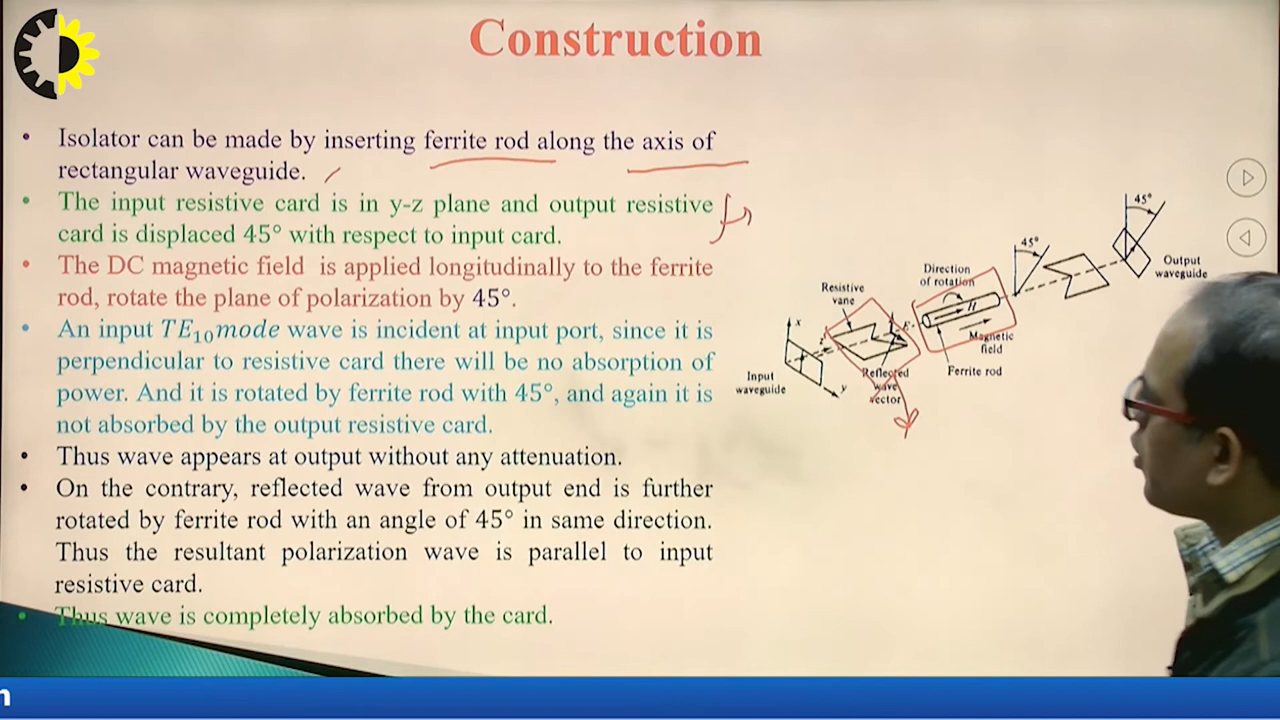 Construction
• Isolator can be made by inserting ferrite rod along the axis of
rectangular waveguide.
• The input resistive card is in y-z plane and output resistive
card is displaced 45° with respect to input card.
• The DC magnetic field is applied longitudinally to the ferrite
rod, rotate the plane of polarization by 45°.
• An input TE₁₀mode wave is incident at input port, since it is
perpendicular to resistive card there will be no absorption of
power. And it is rotated by ferrite rod with 45°, and again it is
not absorbed by the output resistive card.
• Thus wave appears at output without any attenuation.
• On the contrary, reflected wave from output end is further
rotated by ferrite rod with an angle of 45° in same direction.
Thus the resultant polarization wave is parallel to input
resistive card.
• Thus wave is completely absorbed by the card.
45°
45°
Output
waveguide
Direction
of rotation
Resistive
vane
x
H
Magnetic
field
Ferrite rod
Input
waveguide
Reflected
wave
vector
y
n